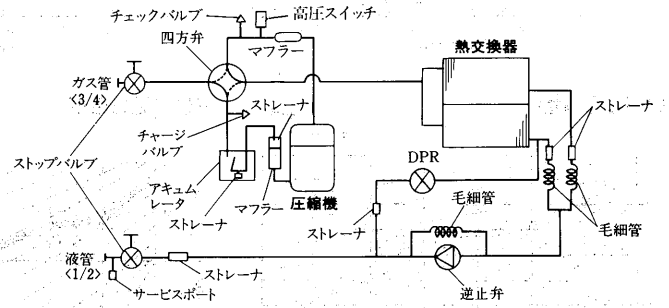 チェックバルブ
高圧スイッチ
四方弁
マフラー
熱交換器
ガス管
<3/4>
ストレーナ
ストレーナ
チャージ
バルブ
DPR
ストップバルブ
アキュム
レータ
マフラー
圧縮機
ストレーナ
毛細管
ストレーナ
毛細管
液管
<1/2>
ストレーナ
サービスポート
逆止弁